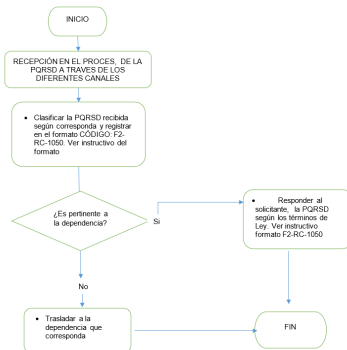 INICIO
RECEPCIÓN EN EL PROCES, DE LA
PQRSD A TRAVES DE LOS
DIFERENTES CANALES
• Clasificar la PQRSD recibida
según corresponda y registrar
en el formato CÓDIGO: F2-
RC-1050. Ver instructivo del
formato
¿Es pertinente a
la dependencia?
Si
• Responder al
solicitante, la PQRSD
según los términos de
Ley. Ver instructivo
formato F2-RC-1050
No
• Trasladar a la
dependencia que
corresponda
FIN